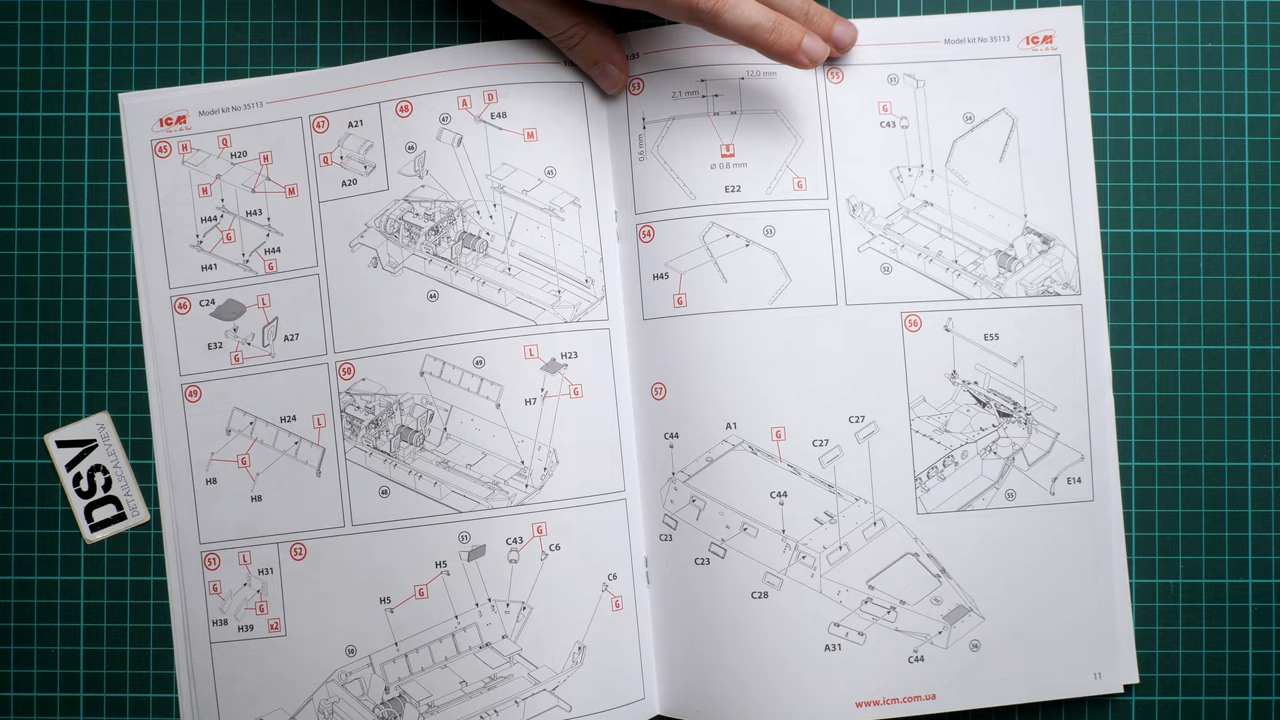 ICM
Model kit No 35113
45
H
Q
H20
H
H
M
H44
H43
G
H44
H41
G
47
A21
Q
A20
48
47
A
D
E48
M
46
45
44
46
C24
L
E32
A27
G
49
H24
L
G
H8
H8
50
49
L
H23
G
H7
48
51
L
H31
G
G
H38
H39
x2
52
51
C43
G
C6
H5
G
H5
C6
G
50
DSV
DETAILSCALEVIEW
:35
Model kit No 35113
ICM
53
12,0 mm
2,1 mm
0,6 mm
Ø 0.8 mm
E22
G
54
53
H45
G
55
51
G
C43
54
52
56
E55
E14
55
57
C27
C27
A1
G
C44
C44
C23
C23
C28
A31
C44
56
11
www.icm.com.ua